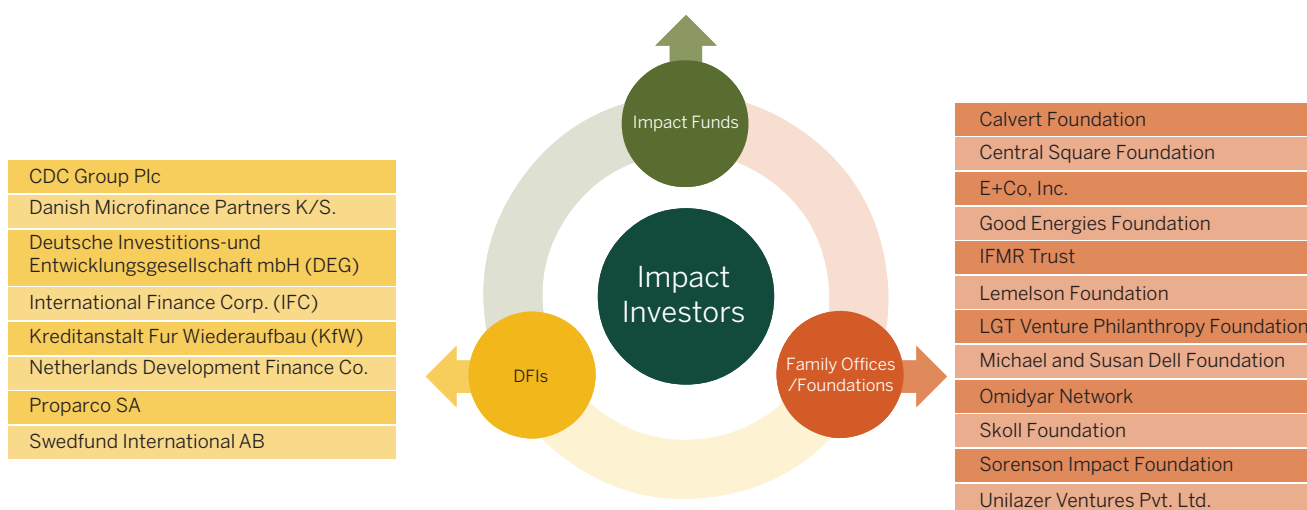 Impact Funds
Impact
Investors
DFIs
Family Offices
/Foundations
CDC Group Plc
Danish Microfinance Partners K/S.
Deutsche Investitions-und
Entwicklungsgesellschaft mbH (DEG)
International Finance Corp. (IFC)
Kreditanstalt Fur Wiederaufbau (KfW)
Netherlands Development Finance Co.
Proparco SA
Swedfund International AB
Calvert Foundation
Central Square Foundation
E+Co, Inc.
Good Energies Foundation
IFMR Trust
Lemelson Foundation
LGT Venture Philanthropy Foundation
Michael and Susan Dell Foundation
Omidyar Network
Skoll Foundation
Sorenson Impact Foundation
Unilazer Ventures Pvt. Ltd.